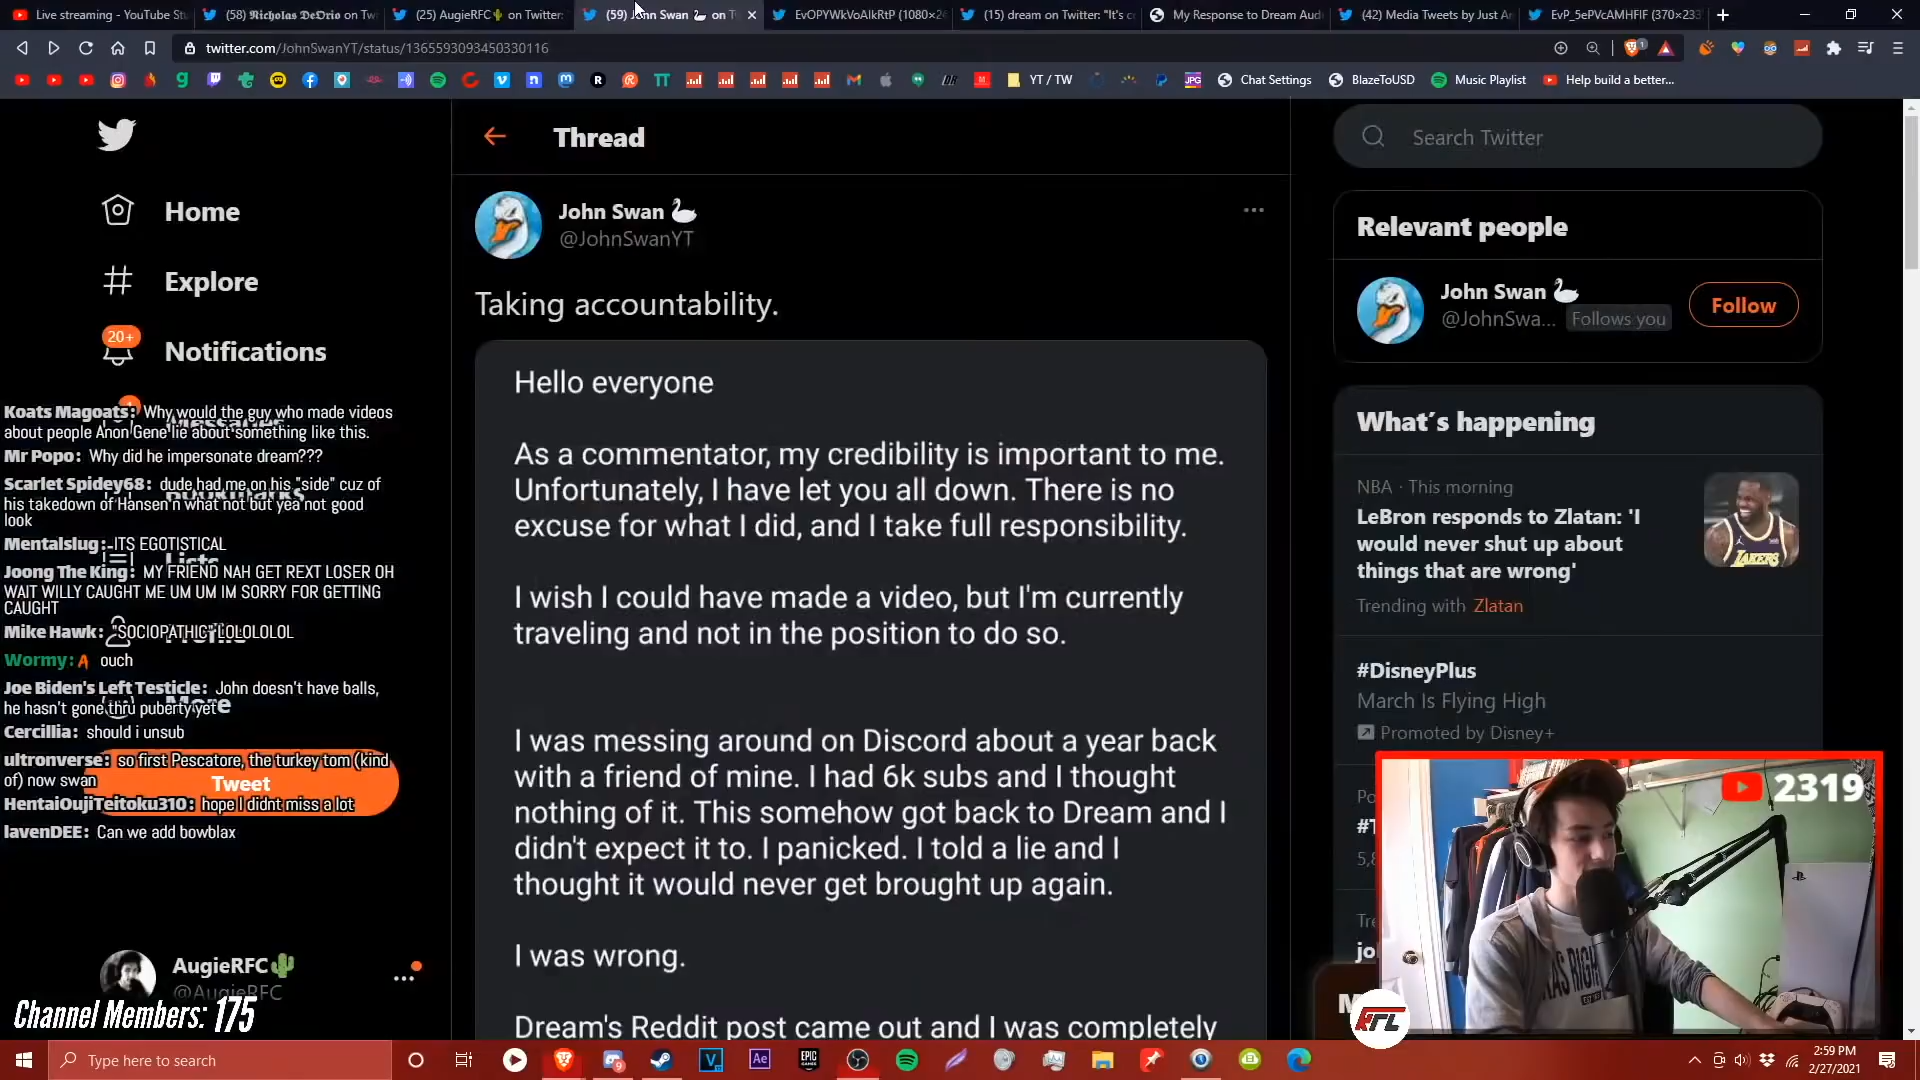 Live streaming - YouTube Stu
(58) 𝕹𝖎𝖈𝖍𝖔𝖑𝖆𝖘 𝕯𝖊𝕺𝖗𝖎𝖔 on Tw
(25) AugieRFC🌵 on Twitter:
(59) John Swan 🦢 on T
EvOPYWkVoAIkRtP (1080×2
(15) dream on Twitter: "It's c
My Response to Dream Aud
(42) Media Tweets by Just A
EvP_5ePVcAMHFIF (370×233
twitter.com/JohnSwanYT/status/1365593093450330116
YT / TW
Chat Settings
BlazeToUSD
Music Playlist
Help build a better...
Home
Explore
20+
Notifications
Lists
More
Tweet
AugieRFC🌵
@AugieRFC
Thread
John Swan 🦢
@JohnSwanYT
Taking accountability.
Hello everyone
As a commentator, my credibility is important to me.
Unfortunately, I have let you all down. There is no
excuse for what I did, and I take full responsibility.
I wish I could have made a video, but I'm currently
traveling and not in the position to do so.
I was messing around on Discord about a year back
with a friend of mine. I had 6k subs and I thought
nothing of it. This somehow got back to Dream and I
didn't expect it to. I panicked. I told a lie and I
thought it would never get brought up again.
I was wrong.
Dream's Reddit post came out and I was completely
Search Twitter
Relevant people
John Swan 🦢
@JohnSwa... Follows you
Follow
What's happening
NBA · This morning
LeBron responds to Zlatan: 'I
would never shut up about
things that are wrong'
Trending with Zlatan
#DisneyPlus
March Is Flying High
Promoted by Disney+
2319
LAKERS
Koats Magoats: Why would the guy who made videos
about people Anon Gene lie about something like this.
Mr Popo: Why did he impersonate dream???
Scarlet Spidey68: dude had me on his "side" cuz of
his takedown of Hansen n what not but yea not good
look
Mentalslug: ITS EGOTISTICAL
Joong The King: MY FRIEND NAH GET REXT LOSER OH
WAIT WILLY CAUGHT ME UM UM IM SORRY FOR GETTING
CAUGHT
Mike Hawk: "SOCIOPATHIC" LOLOLOLOL
Wormy: ouch
Joe Biden's Left Testicle: John doesn't have balls,
he hasn't gone thru puberty yet
Cercillia: should i unsub
ultronverse: so first Pescatore, the turkey tom (kind
of) now swan
HentaiOujiTeitoku310: hope I didnt miss a lot
lavenDEE: Can we add bowblax
Channel Members: 175
Type here to search
2:59 PM
2/27/2021